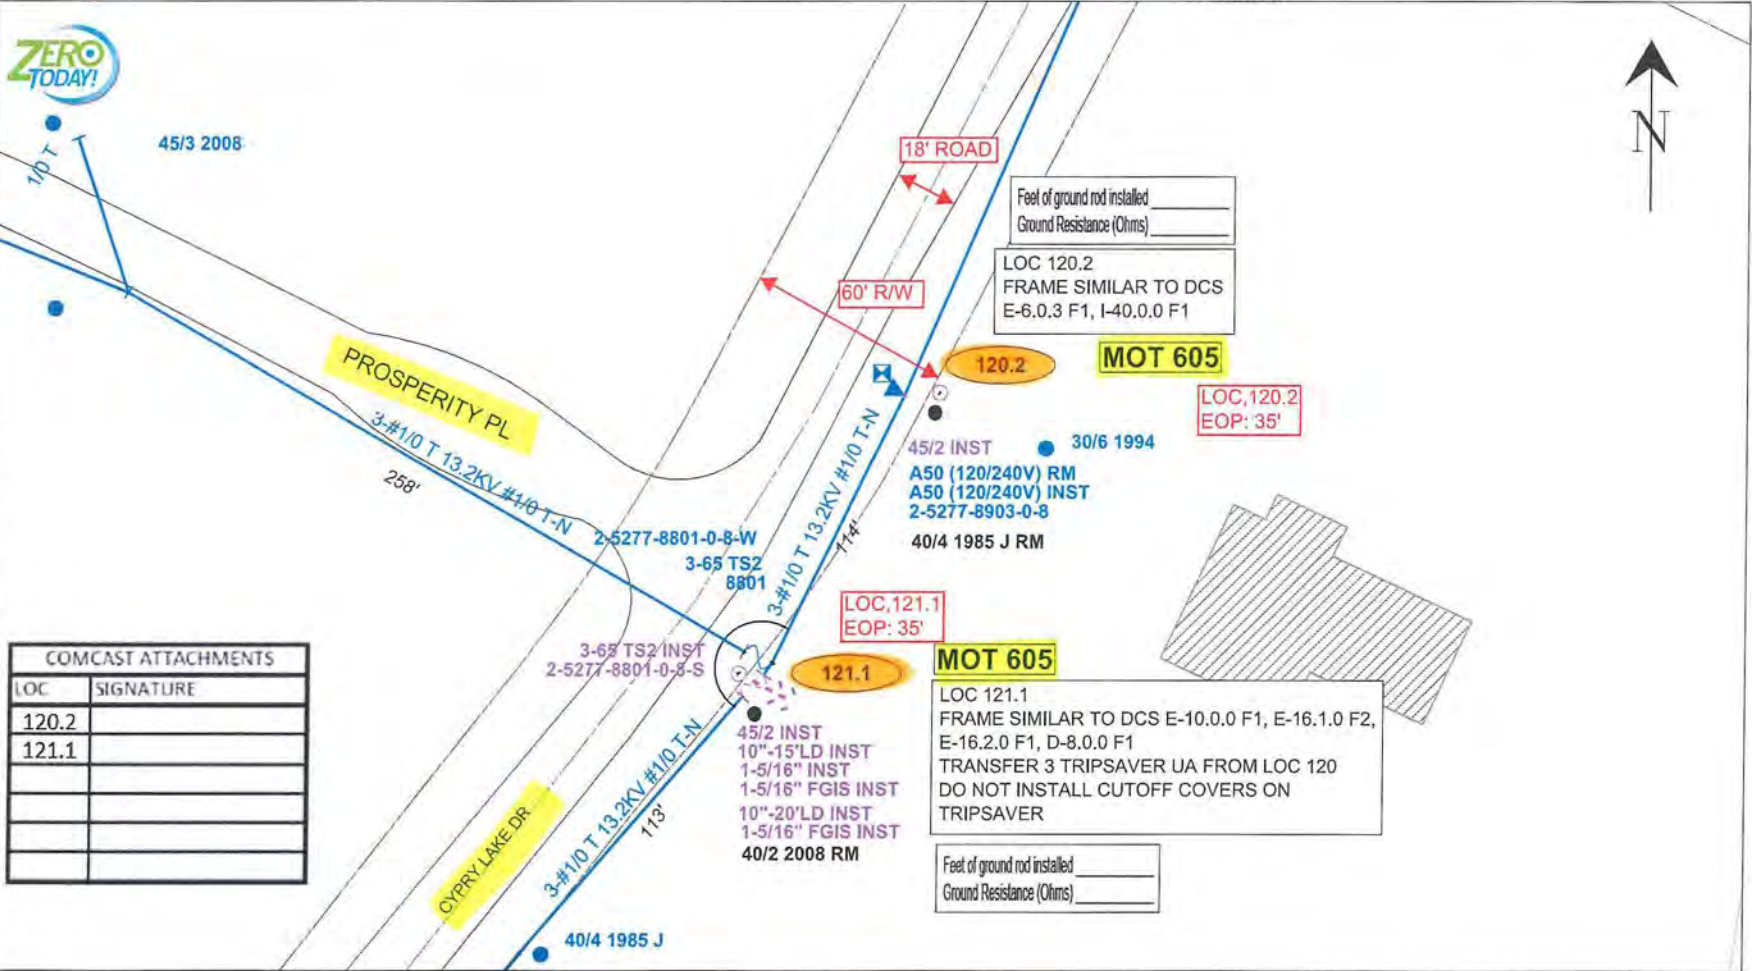 ZERO
TODAY!
45/3 2008
1/0 T
18' ROAD
N
Feet of ground rod installed
Ground Resistance (Ohms)
LOC 120.2
FRAME SIMILAR TO DCS
E-6.0.3 F1, I-40.0.0 F1
60' R/W
120.2
MOT 605
LOC,120.2
EOP: 35'
PROSPERITY PL
3-#1/0 T 13.2KV #1/0 T-N
258'
45/2 INST
30/6 1994
A50 (120/240V) RM
A50 (120/240V) INST
2-5277-8903-0-8
40/4 1985 J RM
3-#1/0 T 13.2KV #1/0 T-N
114'
2-5277-8801-0-8-W
3-65 TS2
8801
LOC,121.1
EOP: 35'
3-65 TS2 INST
2-5277-8801-0-8-S
121.1
MOT 605
LOC 121.1
FRAME SIMILAR TO DCS E-10.0.0 F1, E-16.1.0 F2,
E-16.2.0 F1, D-8.0.0 F1
TRANSFER 3 TRIPSAVER UA FROM LOC 120
DO NOT INSTALL CUTOFF COVERS ON
TRIPSAVER
COMCAST ATTACHMENTS
LOC SIGNATURE
120.2
121.1
45/2 INST
10"-15'LD INST
1-5/16" INST
1-5/16" FGIS INST
10"-20'LD INST
1-5/16" FGIS INST
40/2 2008 RM
3-#1/0 T 13.2KV #1/0 T-N
113'
CYPRY LAKE DR
Feet of ground rod installed
Ground Resistance (Ohms)
40/4 1985 J